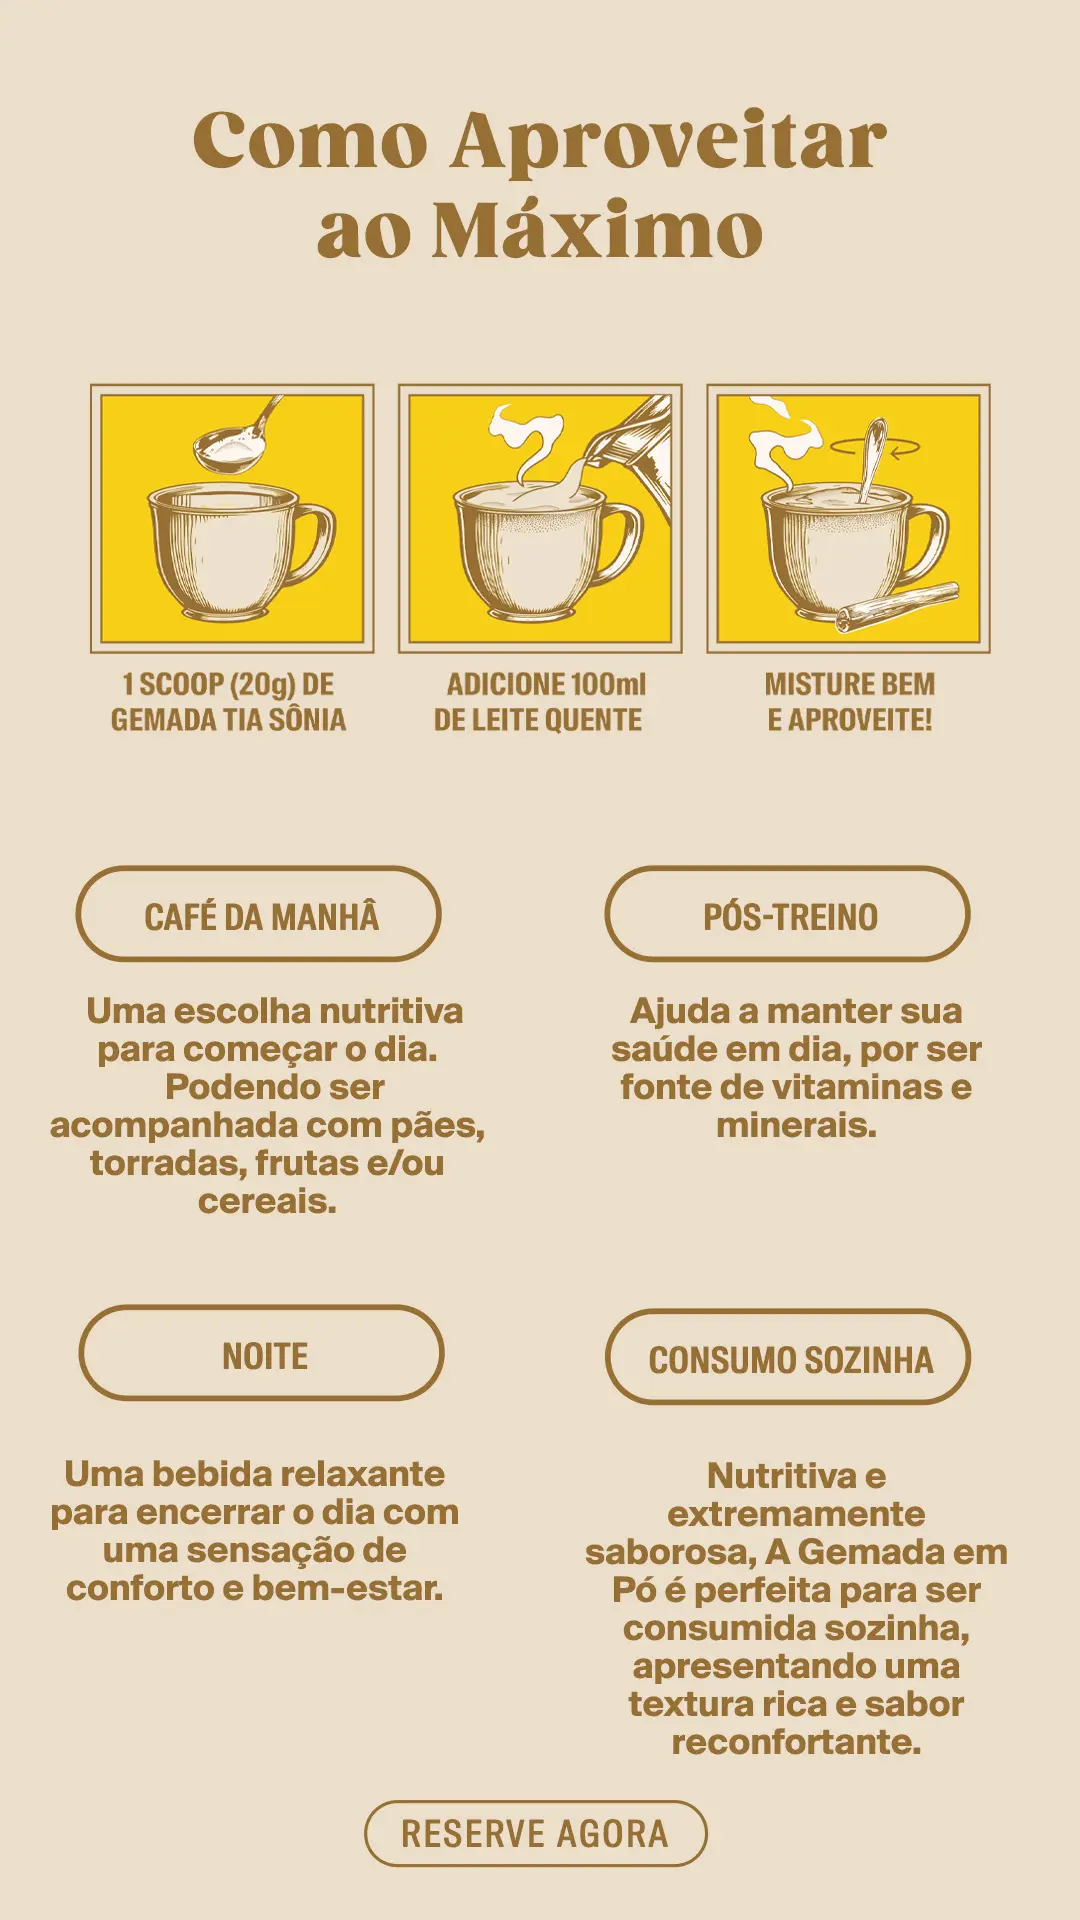 Como Aproveitar
ao Máximo
1 SCOOP (20g) DE
GEMADA TIA SÔNIA
ADICIONE 100ml
DE LEITE QUENTE
MISTURE BEM
E APROVEITE!
CAFÉ DA MANHÂ
Uma escolha nutritiva
para começar o dia.
Podendo ser
acompanhada com pães,
torradas, frutas e/ou
cereais.
PÓS-TREINO
Ajuda a manter sua
saúde em dia, por ser
fonte de vitaminas e
minerais.
NOITE
Uma bebida relaxante
para encerrar o dia com
uma sensação de
conforto e bem-estar.
CONSUMO SOZINHA
Nutritiva e
extremamente
saborosa, A Gemada em
Pó é perfeita para ser
consumida sozinha,
apresentando uma
textura rica e sabor
reconfortante.
RESERVE AGORA